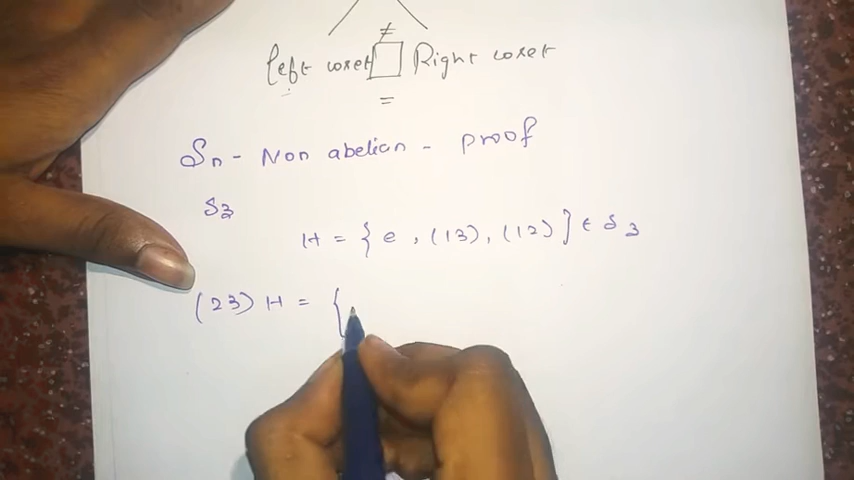 ≠
Left coset □ Right coset
=
Sn - Non abelian - proof
S3
H = { e , (13), (12) } ∈ S3
(23) H = {